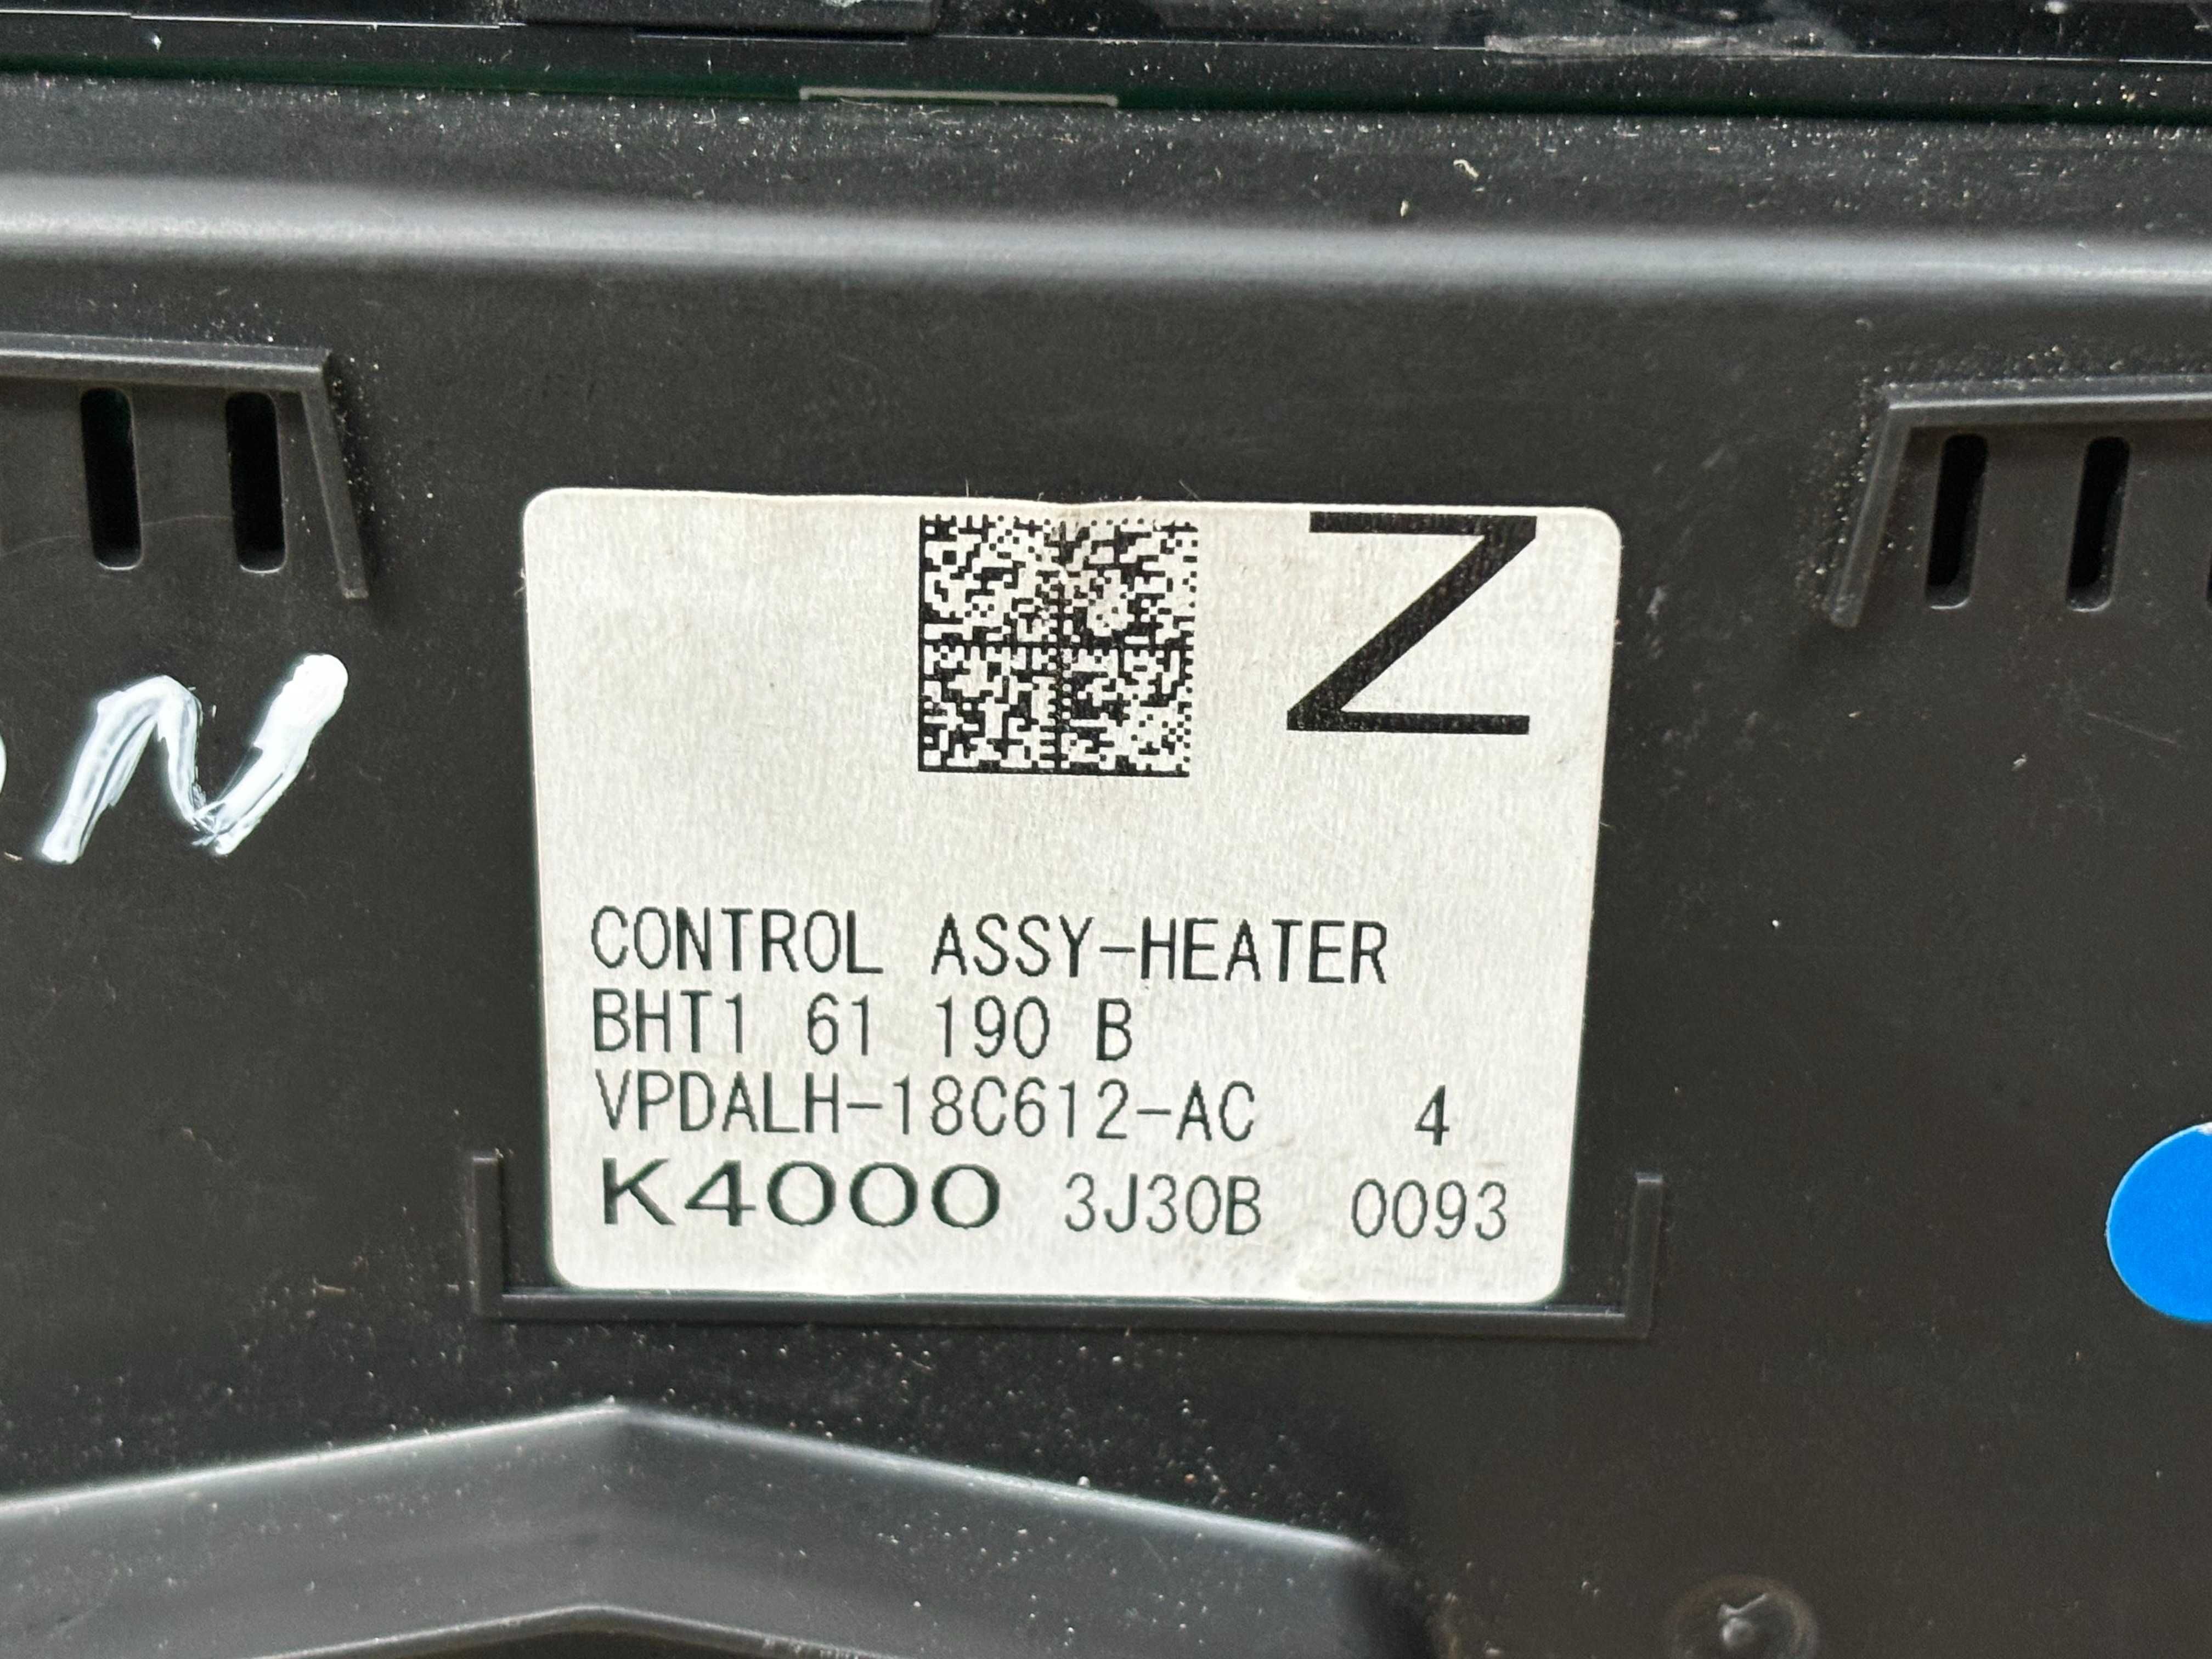 Z
N
CONTROL ASSY-HEATER
BHT1 61 190 B
VPDALH-18C612-AC 4
K4000 3J30B 0093